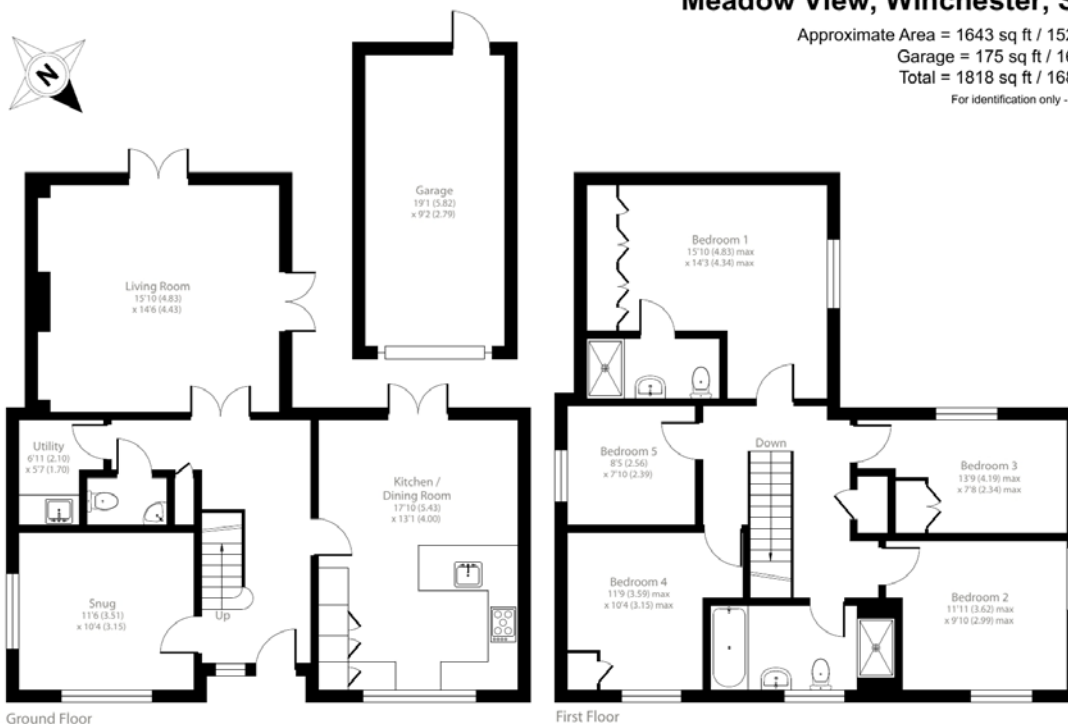 Meadow View, Winchester, S
Approximate Area = 1643 sq ft / 152
Garage = 175 sq ft / 16
Total = 1818 sq ft / 168
For identification only -
N
Garage
19'1 (5.82)
x 9'2 (2.79)
Living Room
15'10 (4.83)
x 14'6 (4.43)
Utility
6'11 (2.10)
x 5'7 (1.70)
Kitchen /
Dining Room
17'10 (5.43)
x 13'1 (4.00)
Snug
11'6 (3.51)
x 10'4 (3.15)
Up
Ground Floor
Bedroom 1
15'10 (4.83) max
x 14'3 (4.34) max
Bedroom 5
8'5 (2.56)
x 7'10 (2.39)
Down
Bedroom 3
13'9 (4.19) max
x 7'8 (2.34) max
Bedroom 4
11'9 (3.59) max
x 10'4 (3.15) max
Bedroom 2
11'11 (3.62) max
x 9'10 (2.99) max
First Floor